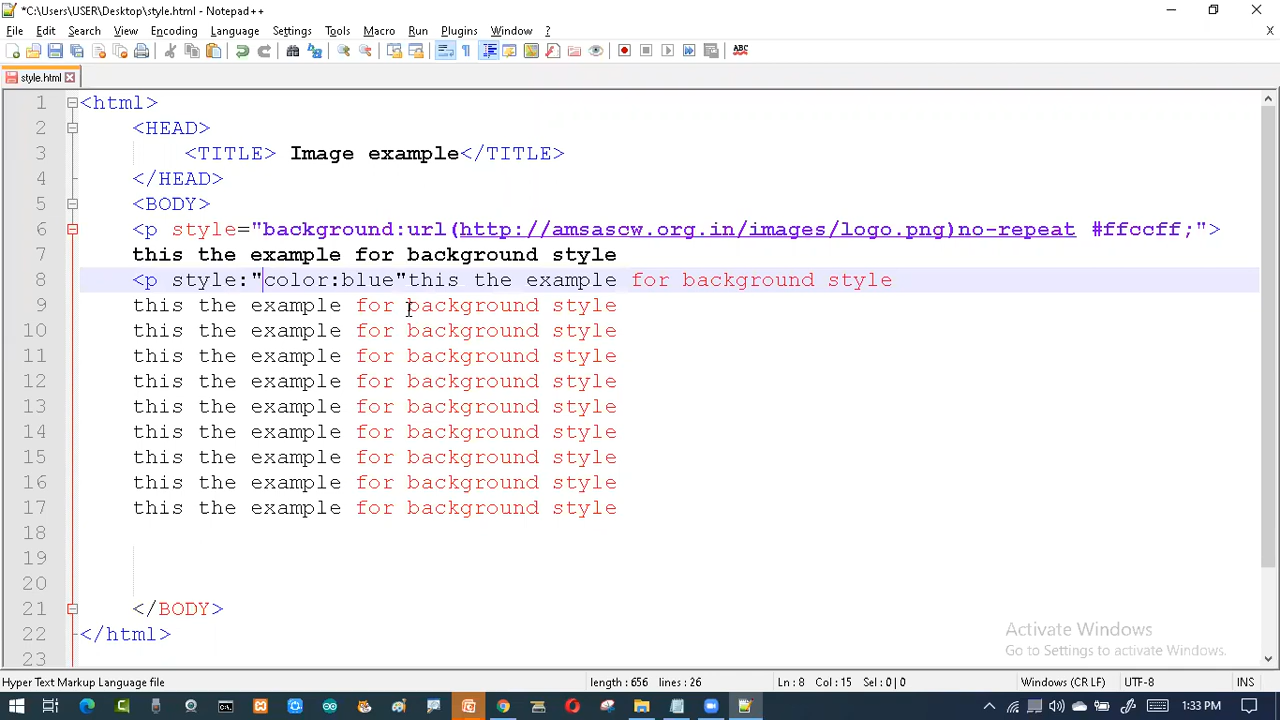 *C:\Users\USER\Desktop\style.html - Notepad++
File Edit Search View Encoding Language Settings Tools Macro Run Plugins Window ?
X
ABC
style.html
1 <html>
2 <HEAD>
3 <TITLE> Image example</TITLE>
4 </HEAD>
5 <BODY>
6 <p style="background:url(http://amsascw.org.in/images/logo.png)no-repeat #ffccff;">
7 this the example for background style
8 <p style:"color:blue"this the example for background style
9 this the example for background style
10 this the example for background style
11 this the example for background style
12 this the example for background style
13 this the example for background style
14 this the example for background style
15 this the example for background style
16 this the example for background style
17 this the example for background style
18
19
20
21 </BODY>
22 </html>
23
Activate Windows
Go to Settings to activate Windows.
Hyper Text Markup Language file length : 656 lines : 26 Ln : 8 Col : 15 Sel : 0 | 0 Windows (CR LF) UTF-8 INS
1:33 PM